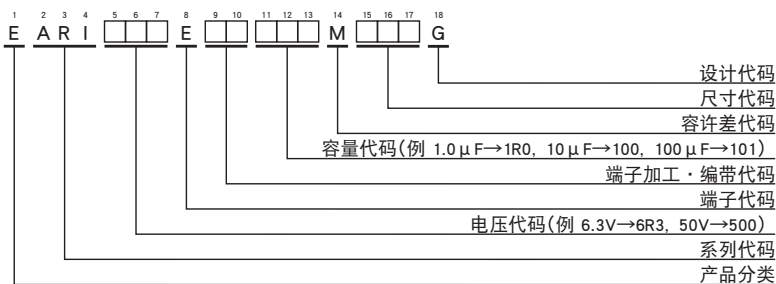 1 2 3 4 5 6 7 8 9 10 11 12 13 14 15 16 17 18
E A R I □□□ E □□ □□□ M □□□ G
设计代码
尺寸代码
容许差代码
容量代码(例 1.0μF→1R0, 10μF→100, 100μF→101)
端子加工・编带代码
端子代码
电压代码(例 6.3V→6R3, 50V→500)
系列代码
产品分类